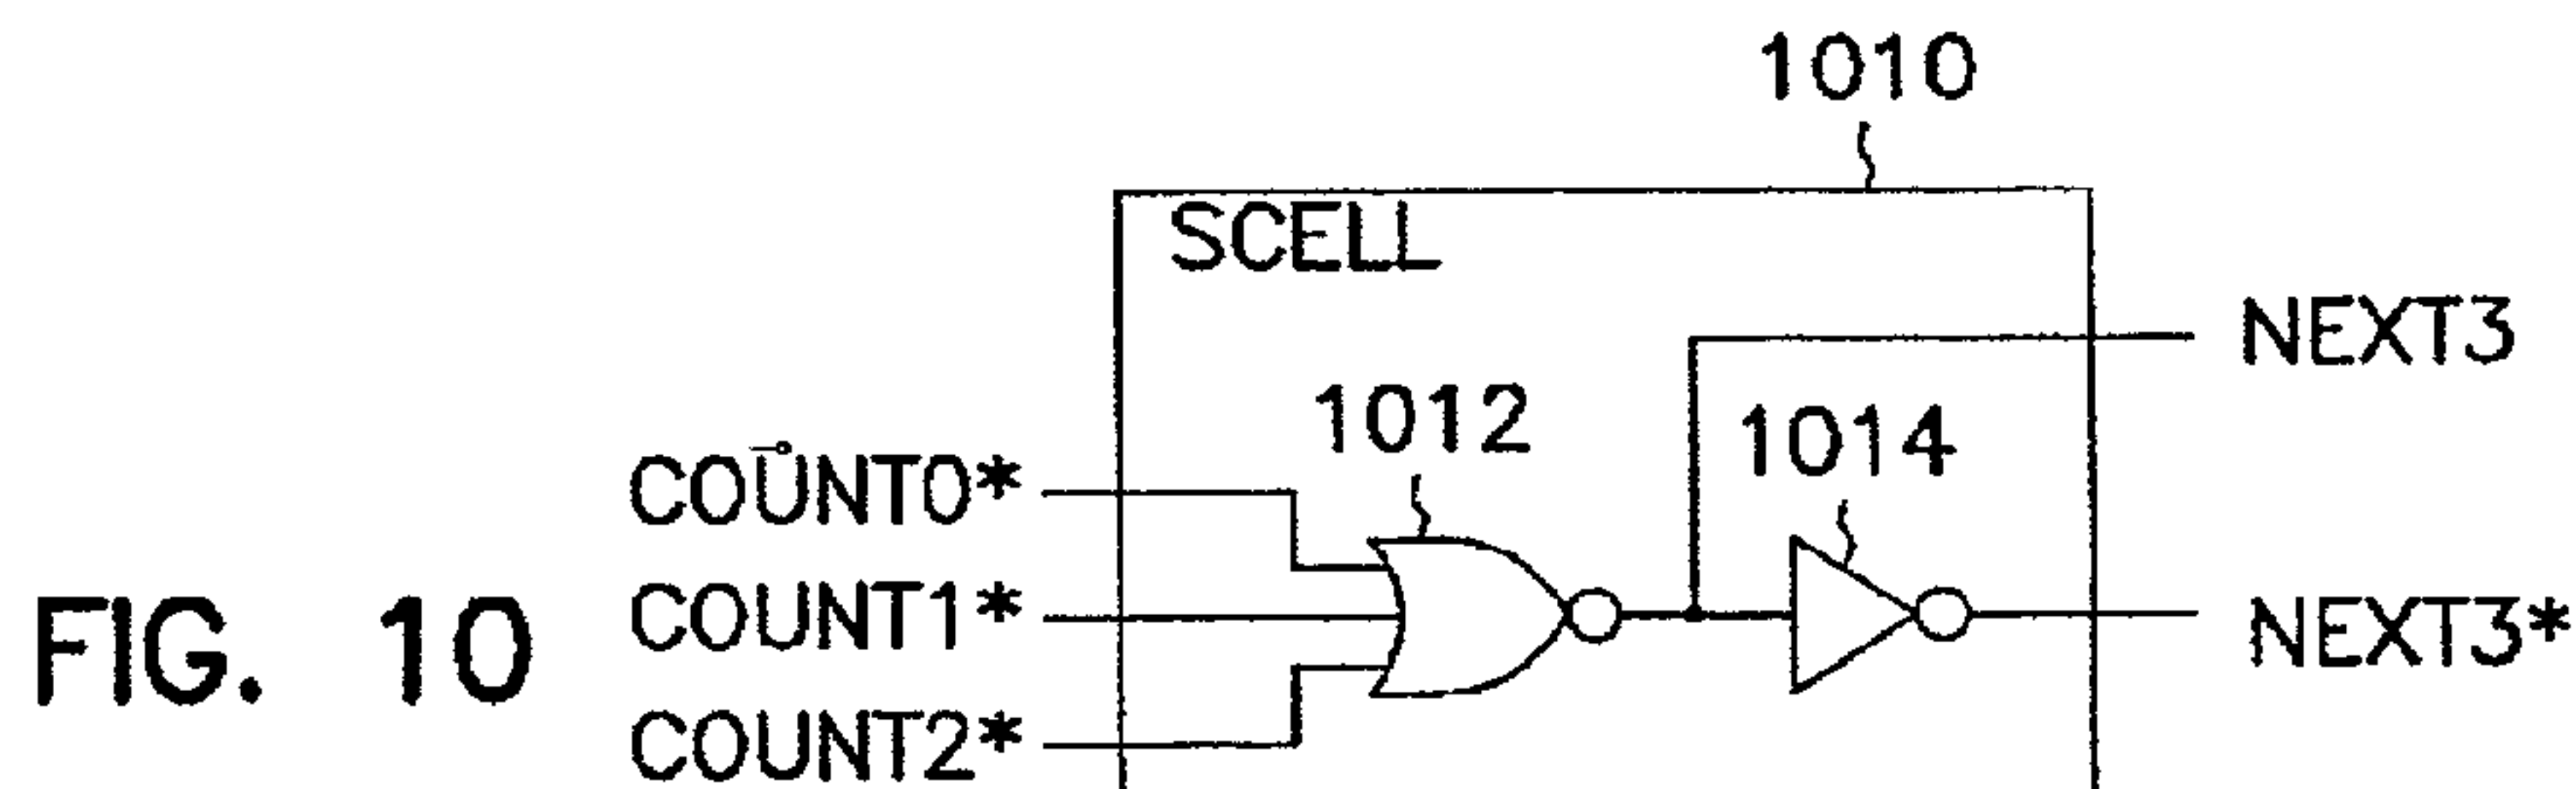 1010
SCELL
NEXT3
1012
1014
COUNT0*
FIG. 10
COUNT1*
NEXT3*
COUNT2*